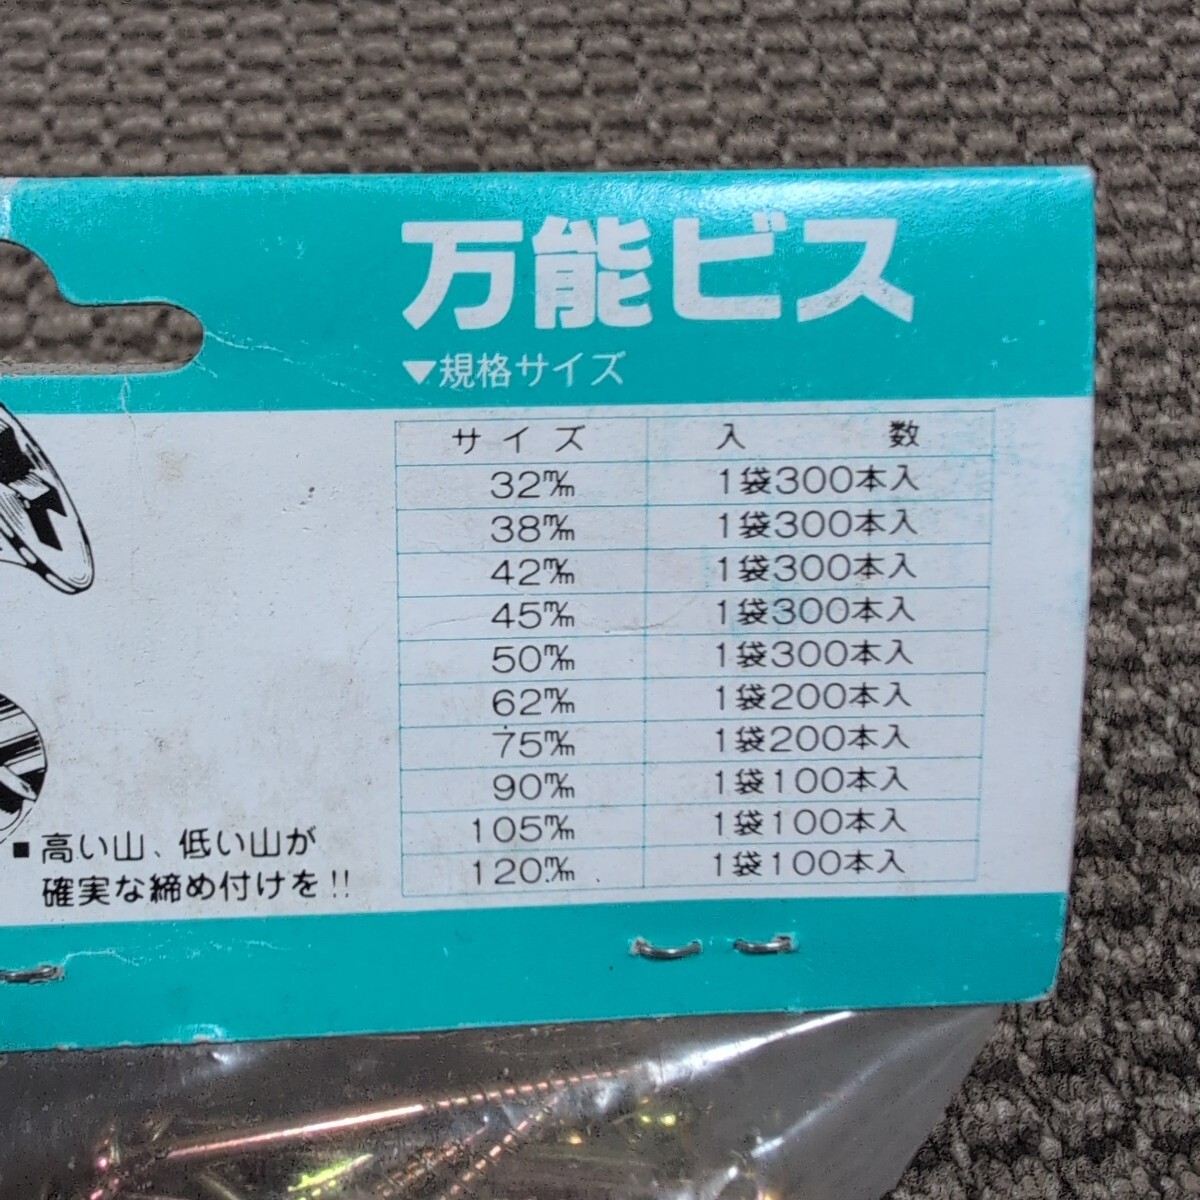 万能ビス
▼規格サイズ
サイズ 入数
32㎜ 1袋300本入
38㎜ 1袋300本入
42㎜ 1袋300本入
45㎜ 1袋300本入
50㎜ 1袋300本入
62㎜ 1袋200本入
75㎜ 1袋200本入
90㎜ 1袋100本入
105㎜ 1袋100本入
120㎜ 1袋100本入
■高い山、低い山が
確実な締め付けを!!